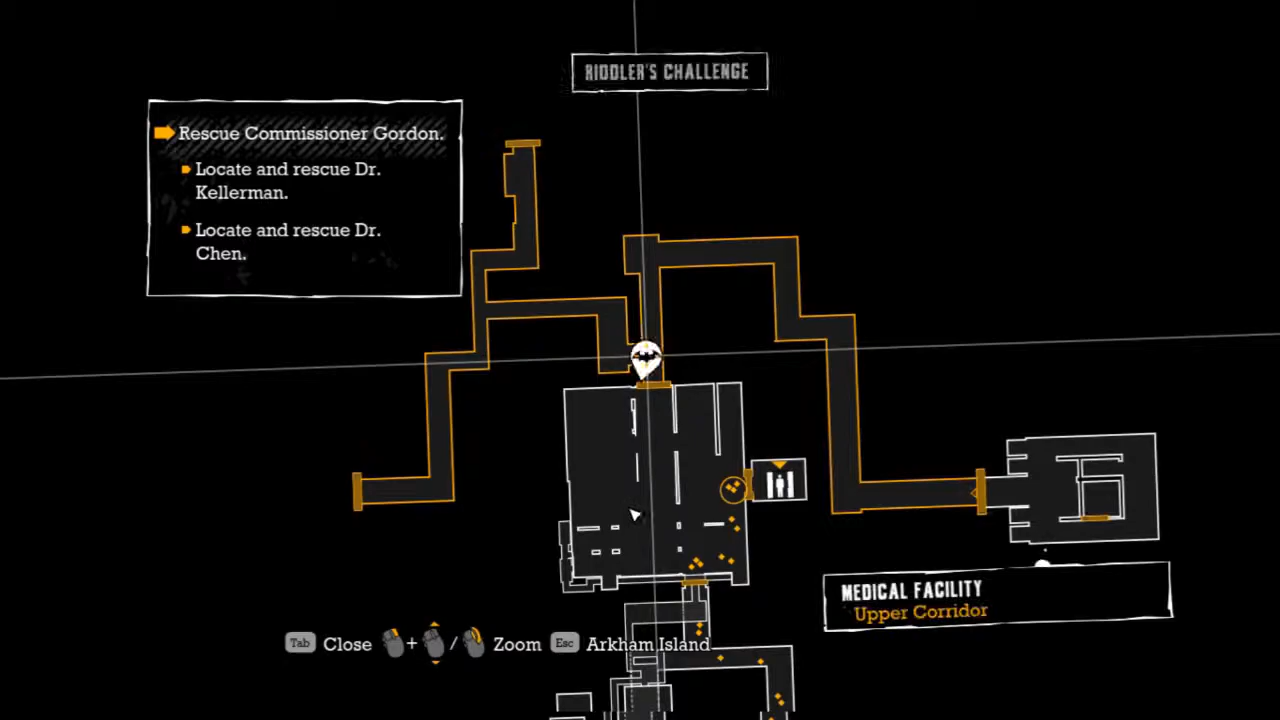 RIDDLER'S CHALLENGE
Rescue Commissioner Gordon.
Locate and rescue Dr.
Kellerman.
Locate and rescue Dr.
Chen.
MEDICAL FACILITY
Upper Corridor
Tab Close + / Zoom Esc Arkham Island